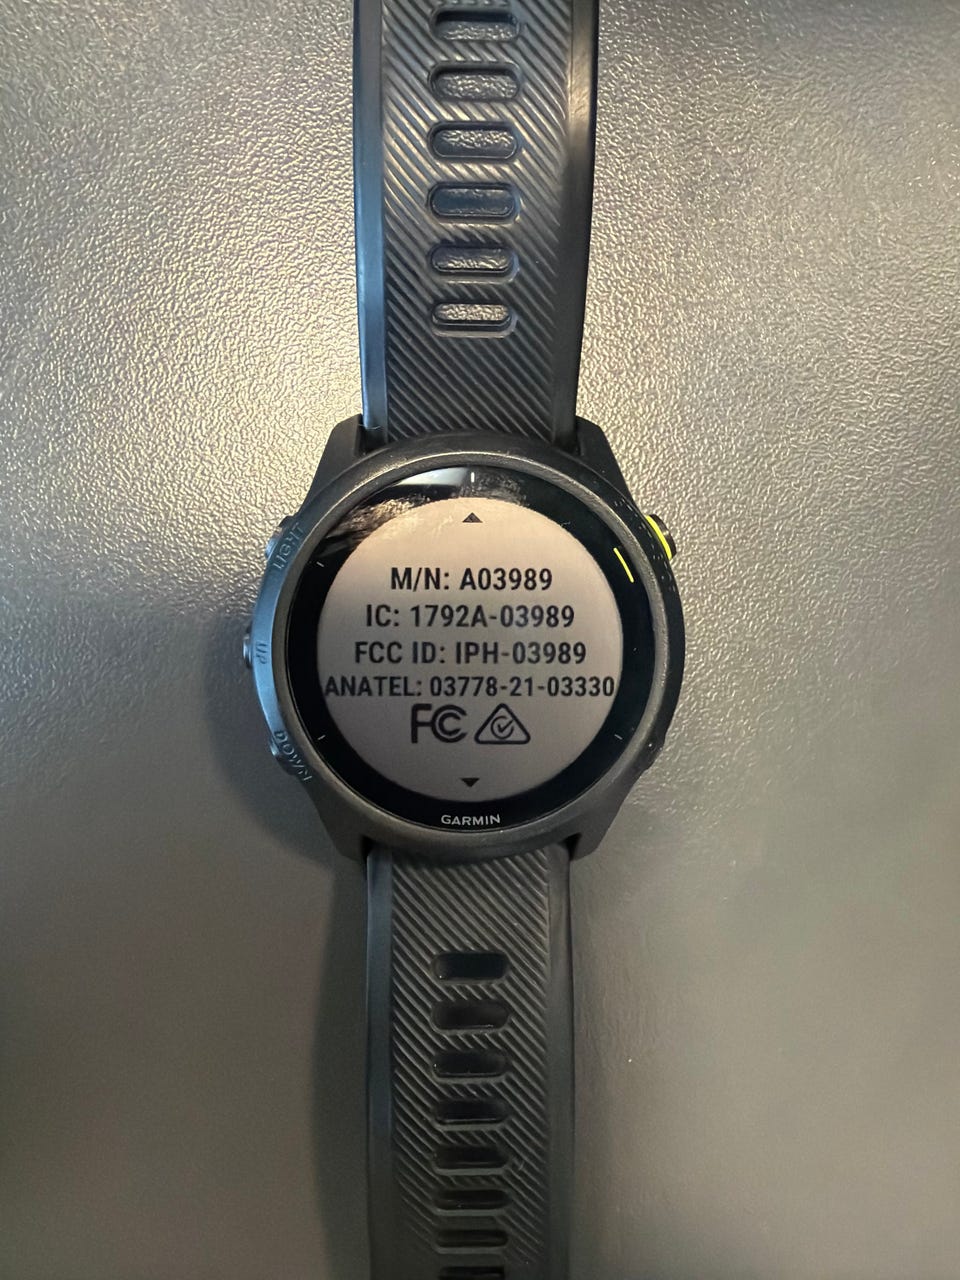 LIGHT
M/N: A03989
IC: 1792A-03989
UP
FCC ID: IPH-03989
ANATEL: 03778-21-03330
FC
DOWN
GARMIN